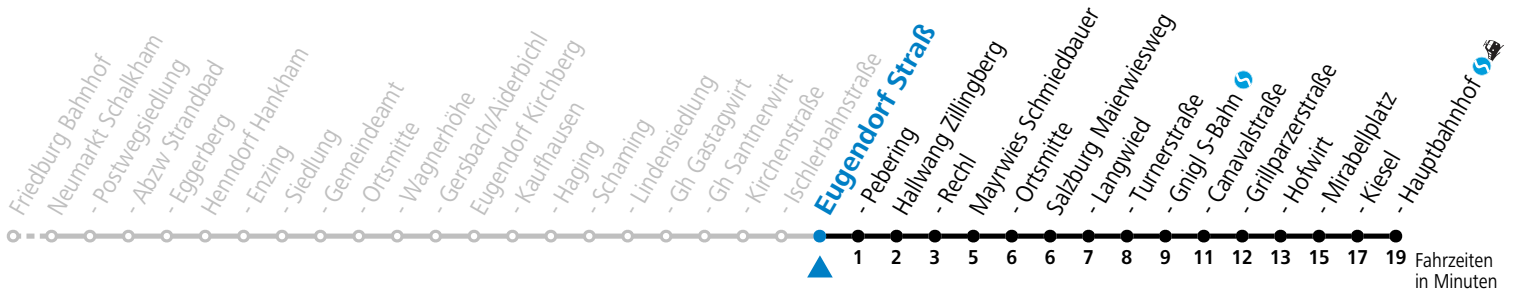 Friedburg Bahnhof
Neumarkt Schalkham
- Postwegsiedlung
- Abzw Strandbad
- Eggerberg
Henndorf Hankham
- Enzing
- Siedlung
- Gemeindeamt
- Ortsmitte
- Wagnerhöhe
- Gersbach/Aiderbichl
Eugendorf Kirchberg
- Kaufhausen
- Haging
- Schaming
- Lindensiedlung
- Gh Gastagwirt
- Gh Santnerwirt
- Kirchenstraße
- Ischlerbahnstraße
Eugendorf Straß
- Pebering
Hallwang Zillingberg
- Rechl
Mayrwies Schmiedbauer
- Ortsmitte
Salzburg Maierwiesweg
- Langwied
- Turnerstraße
- Gnigl S-Bahn
- Canavalstraße
- Grillparzerstraße
- Hofwirt
- Mirabellplatz
- Kiesel
- Hauptbahnhof
1 2 3 5 6 6 7 8 9 11 12 13 15 17 19
Fahrzeiten
in Minuten